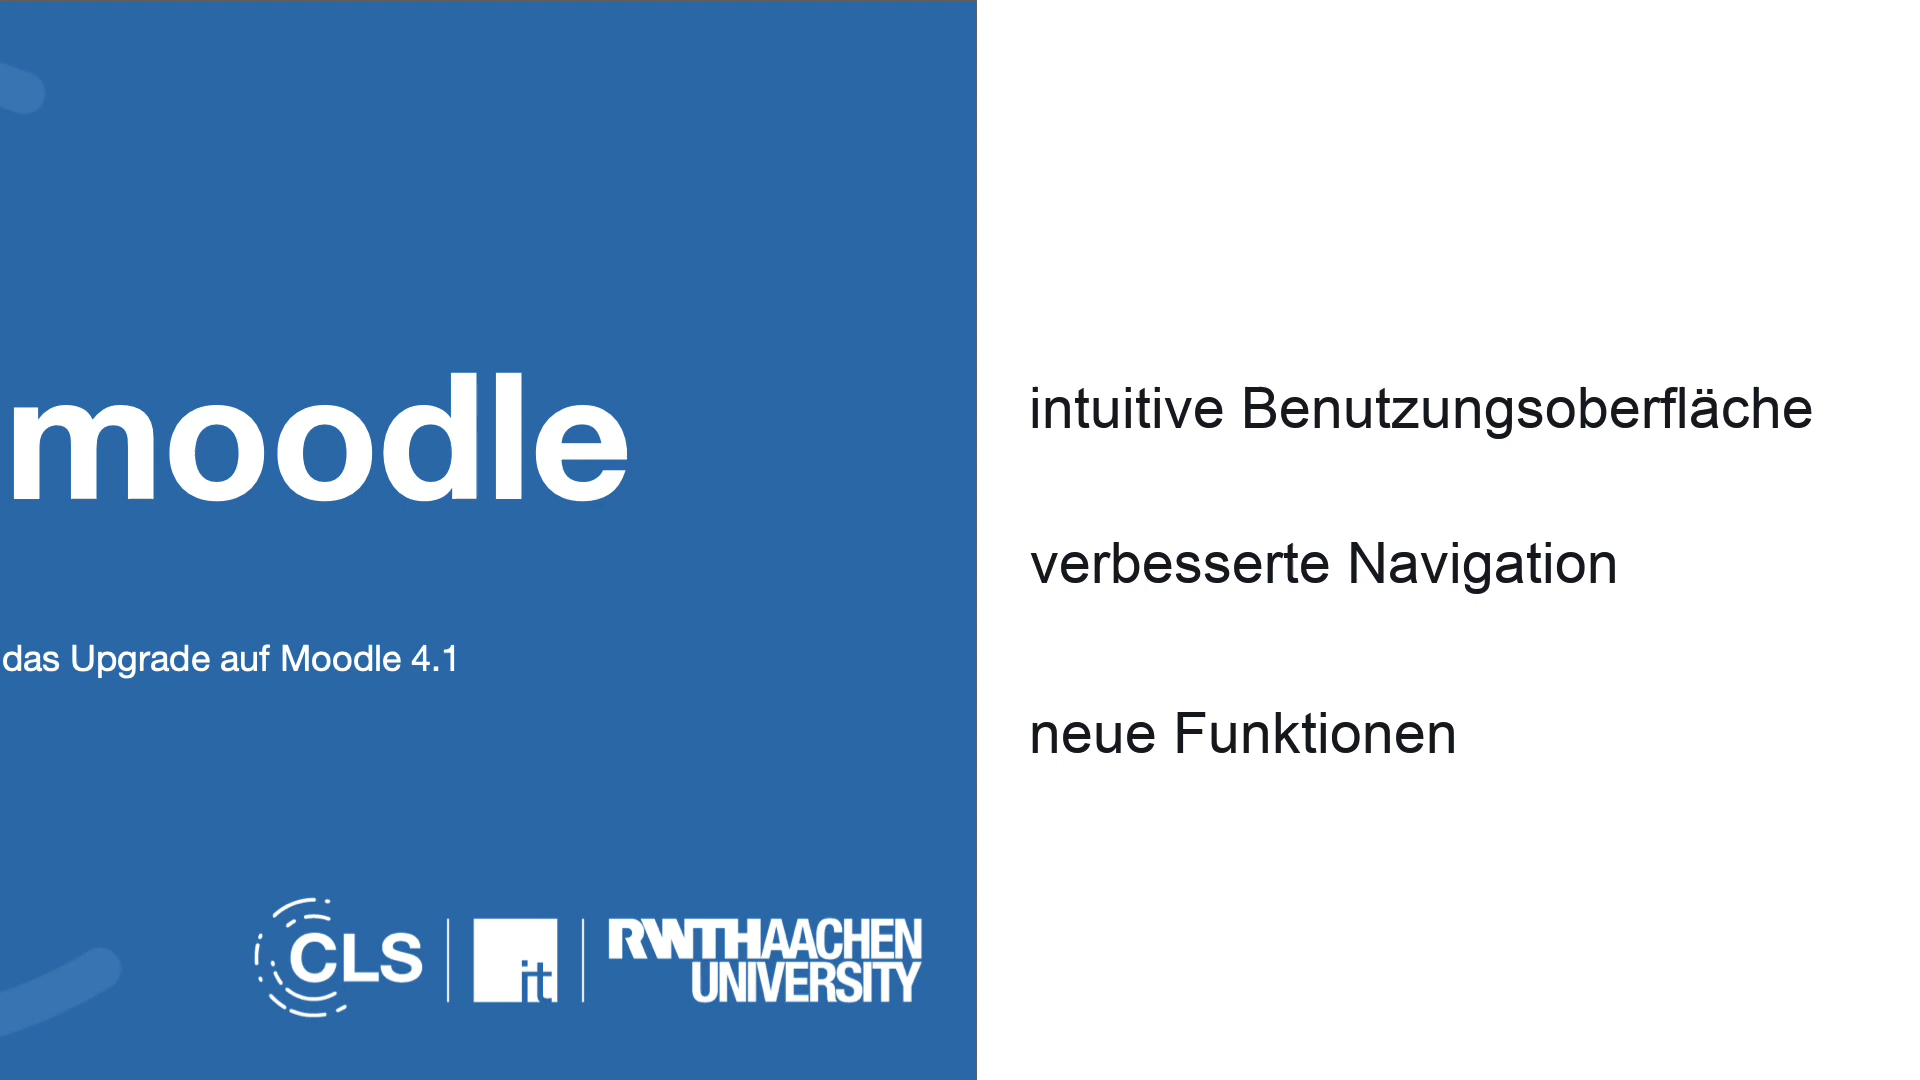 moodle
das Upgrade auf Moodle 4.1
CLS
it
RWTHAACHEN
UNIVERSITY
intuitive Benutzungsoberfläche
verbesserte Navigation
neue Funktionen